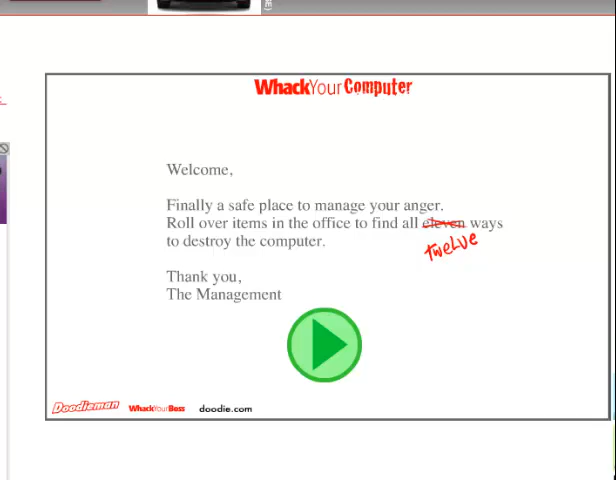 WhackYourComputer
Welcome,
Finally a safe place to manage your anger.
Roll over items in the office to find all eleven ways
twelve
to destroy the computer.
Thank you,
The Management
Doodieman WhackYourBoss doodie.com